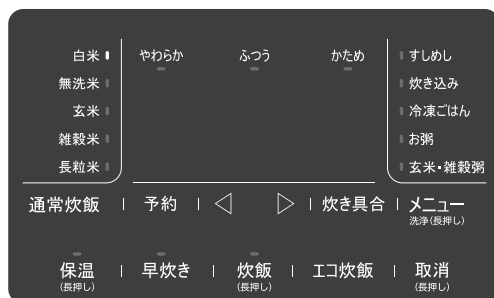 白米 やわらか ふつう かため すしめし
無洗米 炊き込み
玄米 冷凍ごはん
雑穀米 お粥
長粒米 玄米・雑穀粥
通常炊飯 予約 炊き具合 メニュー
洗浄(長押し)
保温 早炊き 炊飯 エコ炊飯 取消
(長押し) (長押し) (長押し)